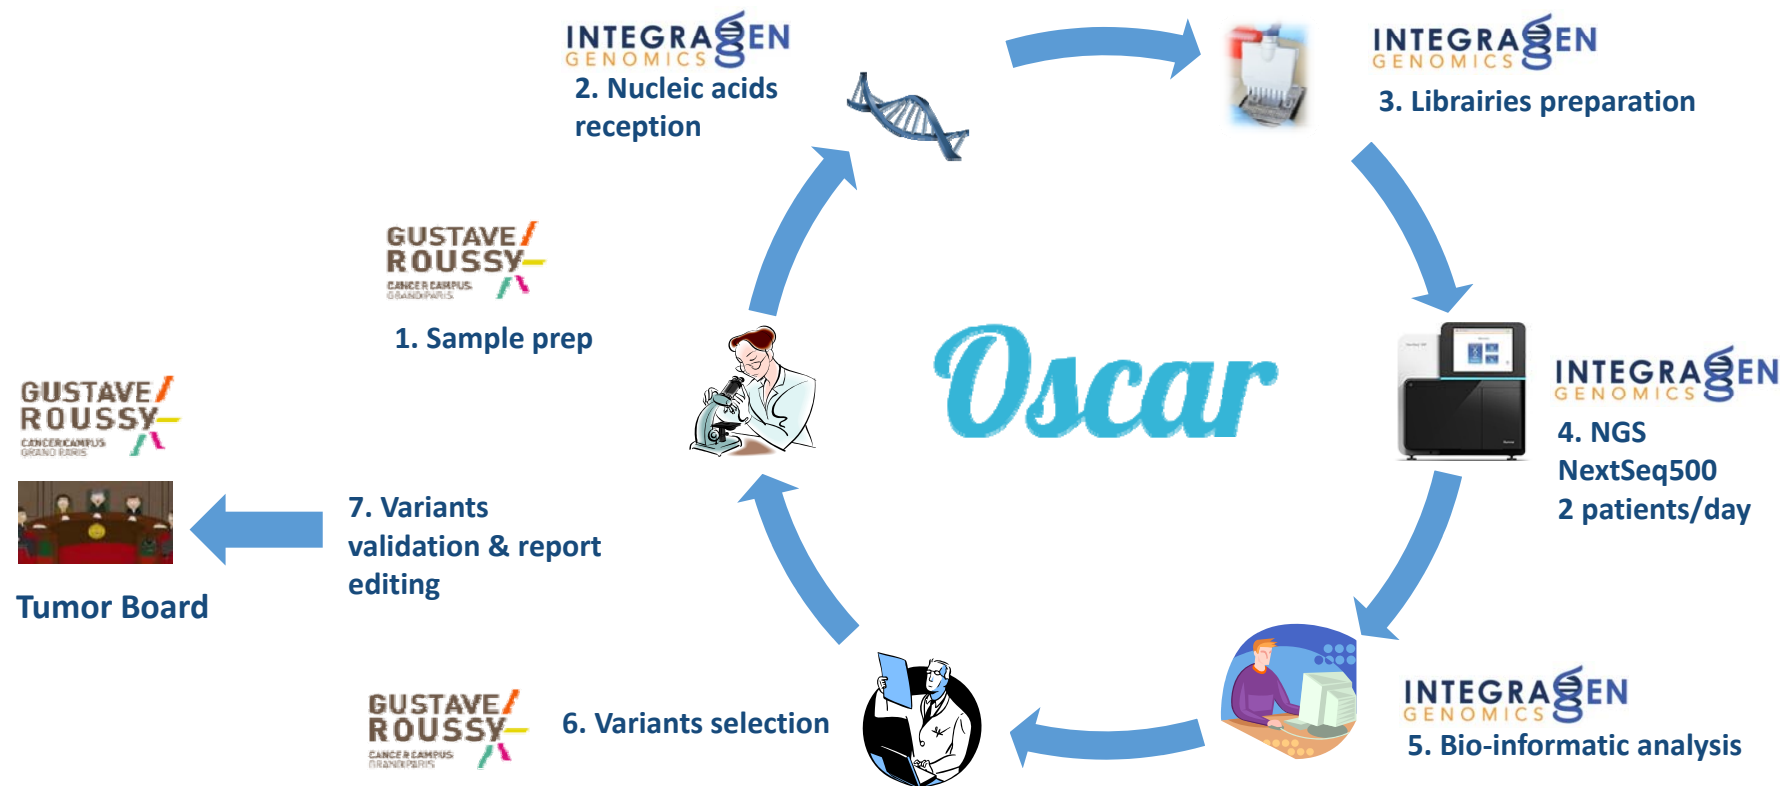 INTEGRAGEN
GENOMICS
2. Nucleic acids
reception
INTEGRAGEN
GENOMICS
3. Librairies preparation
GUSTAVE
ROUSSY
CANCER CAMPUS
GRAND PARIS
1. Sample prep
Oscar
INTEGRAGEN
GENOMICS
4. NGS
NextSeq500
2 patients/day
GUSTAVE
ROUSSY
CANCER CAMPUS
GRAND PARIS
7. Variants
validation & report
editing
Tumor Board
GUSTAVE
ROUSSY
CANCER CAMPUS
GRAND PARIS
6. Variants selection
INTEGRAGEN
GENOMICS
5. Bio-informatic analysis